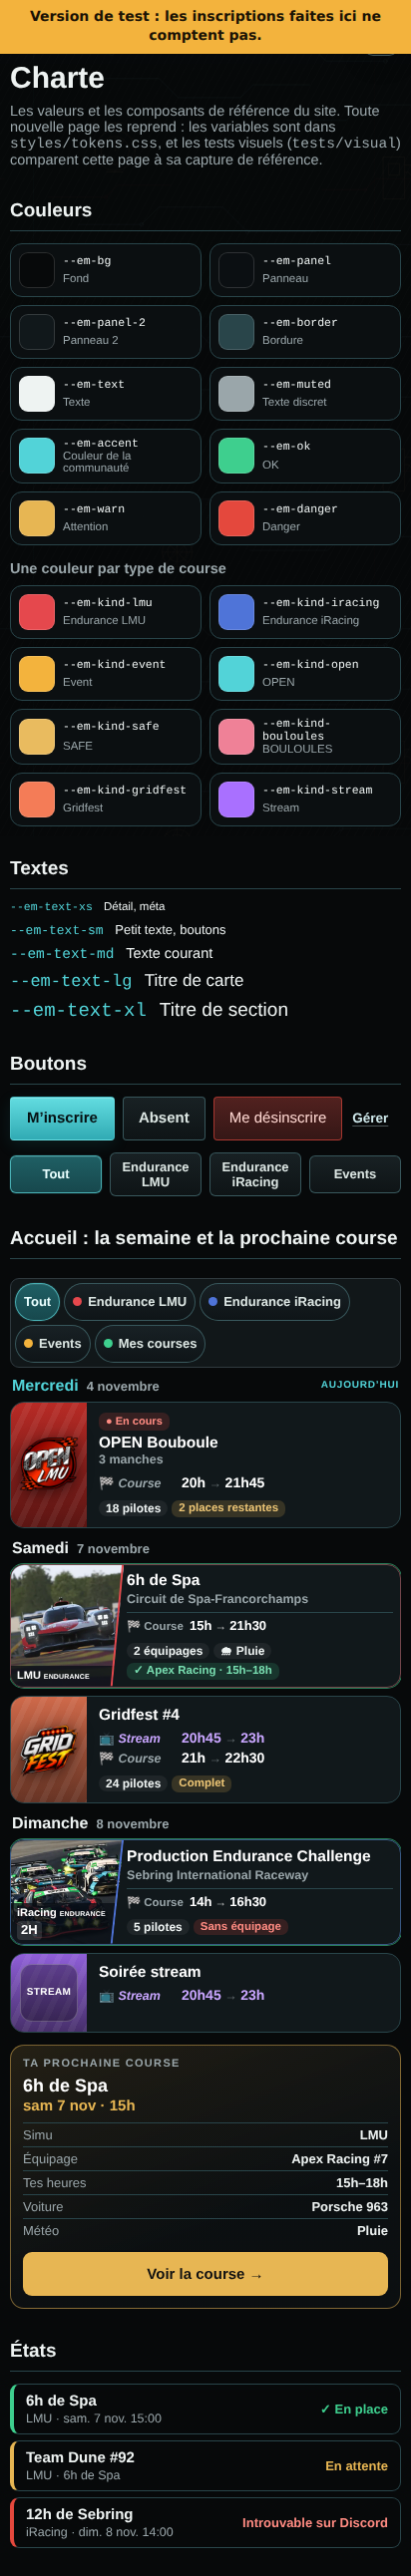 Version de test : les inscriptions faites ici ne
comptent pas.
Charte
Les valeurs et les composants de référence du site. Toute
nouvelle page les reprend : les variables sont dans
styles/tokens.css, et les tests visuels (tests/visual)
comparent cette page à sa capture de référence.
Couleurs
--em-bg
Fond
--em-panel
Panneau
--em-panel-2
Panneau 2
--em-border
Bordure
--em-text
Texte
--em-muted
Texte discret
--em-accent
Couleur de la
communauté
--em-ok
OK
--em-warn
Attention
--em-danger
Danger
Une couleur par type de course
--em-kind-lmu
Endurance LMU
--em-kind-iracing
Endurance iRacing
--em-kind-event
Event
--em-kind-open
OPEN
--em-kind-safe
SAFE
--em-kind-
bouloules
BOULOULES
--em-kind-gridfest
Gridfest
--em-kind-stream
Stream
Textes
--em-text-xs Détail, méta
--em-text-sm Petit texte, boutons
--em-text-md Texte courant
--em-text-lg Titre de carte
--em-text-xl Titre de section
Boutons
M'inscrire Absent Me désinscrire Gérer
Tout
Endurance
LMU
Endurance
iRacing
Events
Accueil : la semaine et la prochaine course
Tout Endurance LMU Endurance iRacing
Events Mes courses
Mercredi 4 novembre AUJOURD'HUI
OPEN
LMU
● En cours
OPEN Bouboule
3 manches
🏁 Course 20h → 21h45
18 pilotes 2 places restantes
Samedi 7 novembre
LMU ENDURANCE
6h de Spa
Circuit de Spa-Francorchamps
🏁 Course 15h → 21h30
2 équipages 🌧 Pluie
✓ Apex Racing · 15h–18h
GRID
FEST
Gridfest #4
📺 Stream 20h45 → 23h
🏁 Course 21h → 22h30
24 pilotes Complet
Dimanche 8 novembre
iRacing ENDURANCE
2H
Production Endurance Challenge
Sebring International Raceway
🏁 Course 14h → 16h30
5 pilotes Sans équipage
STREAM
Soirée stream
📺 Stream 20h45 → 23h
TA PROCHAINE COURSE
6h de Spa
sam 7 nov · 15h
Simu LMU
Équipage Apex Racing #7
Tes heures 15h–18h
Voiture Porsche 963
Météo Pluie
Voir la course →
États
6h de Spa
LMU · sam. 7 nov. 15:00
✓ En place
Team Dune #92
LMU · 6h de Spa
En attente
12h de Sebring
iRacing · dim. 8 nov. 14:00
Introuvable sur Discord